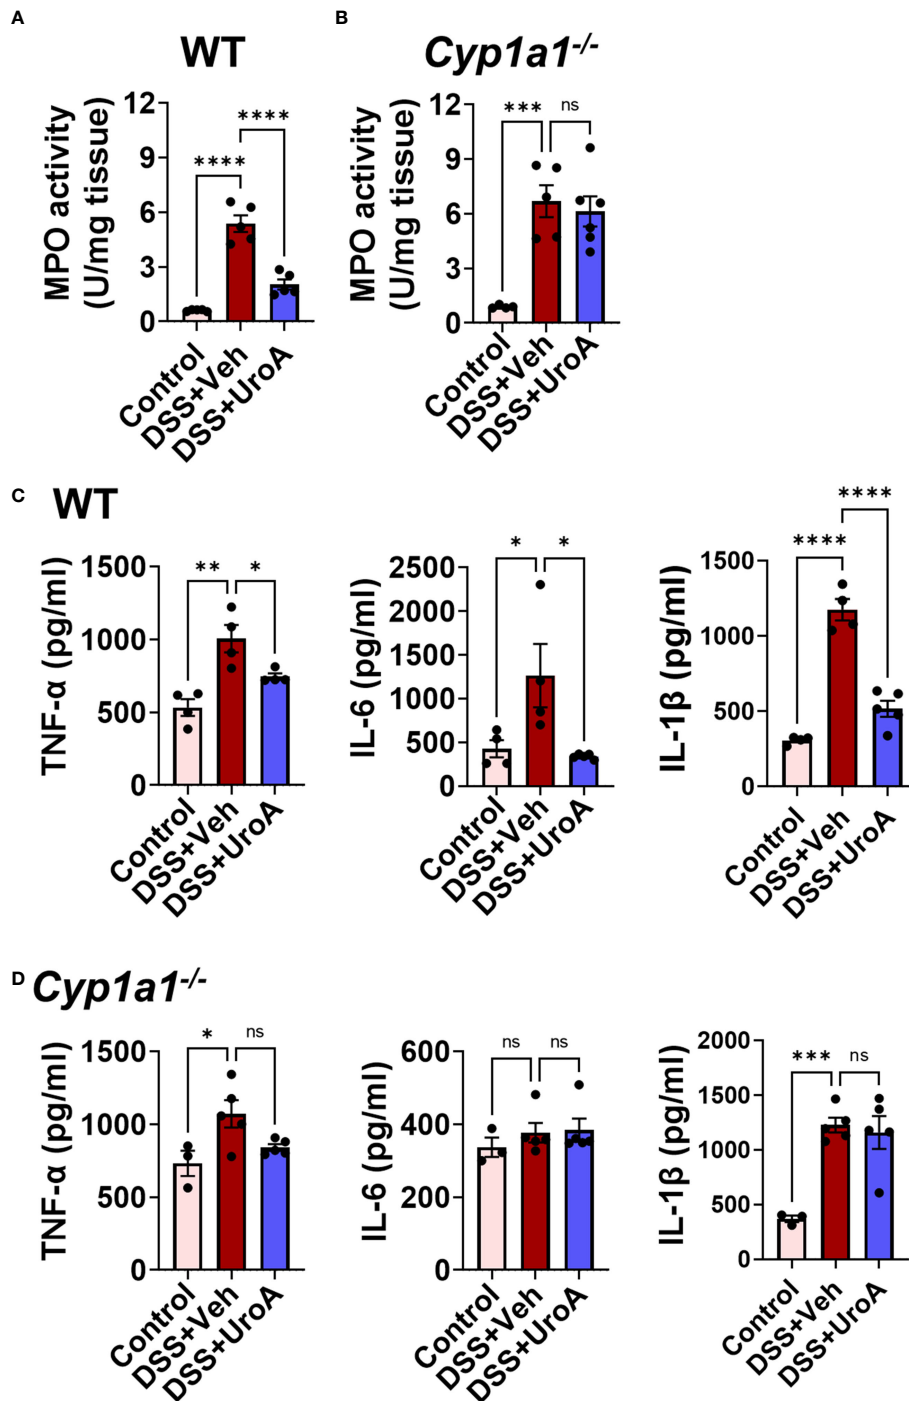 A
B
WT
Cyp1a1-/-
MPO activity
(U/mg tissue)
12
9
6
3
0
****
****
Control
DSS+Veh
DSS+UroA
MPO activity
(U/mg tissue)
12
9
6
3
0
***
ns
Control
DSS+Veh
DSS+UroA
C
WT
TNF-α (pg/ml)
1500
1000
500
0
**
*
Control
DSS+Veh
DSS+UroA
IL-6 (pg/ml)
2500
2000
1500
1000
500
0
*
*
Control
DSS+Veh
DSS+UroA
IL-1β (pg/ml)
1500
1000
500
0
****
****
Control
DSS+Veh
DSS+UroA
D
Cyp1a1-/-
TNF-α (pg/ml)
1500
1000
500
0
*
ns
Control
DSS+Veh
DSS+UroA
IL-6 (pg/ml)
600
400
200
0
ns
ns
Control
DSS+Veh
DSS+UroA
IL-1β (pg/ml)
2000
1500
1000
500
0
***
ns
Control
DSS+Veh
DSS+UroA